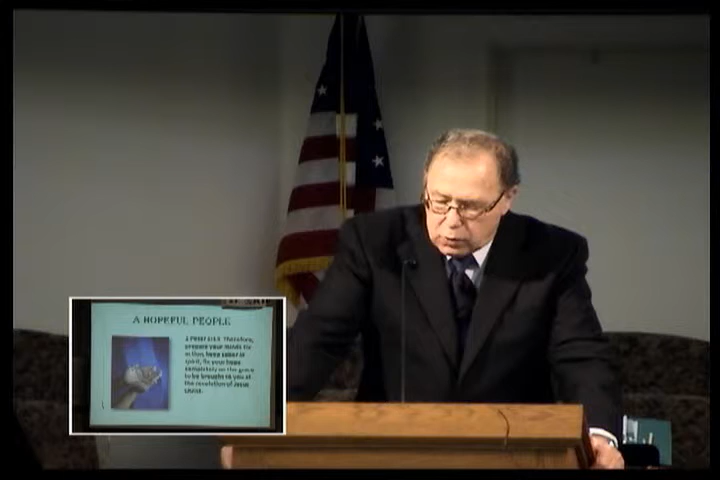 A HOPEFUL PEOPLE
1 Peter 1:13 Therefore,
prepare your minds for
action, keep sober in
spirit, fix your hope
completely on the grace
to be brought to you at
the revelation of Jesus
Christ.